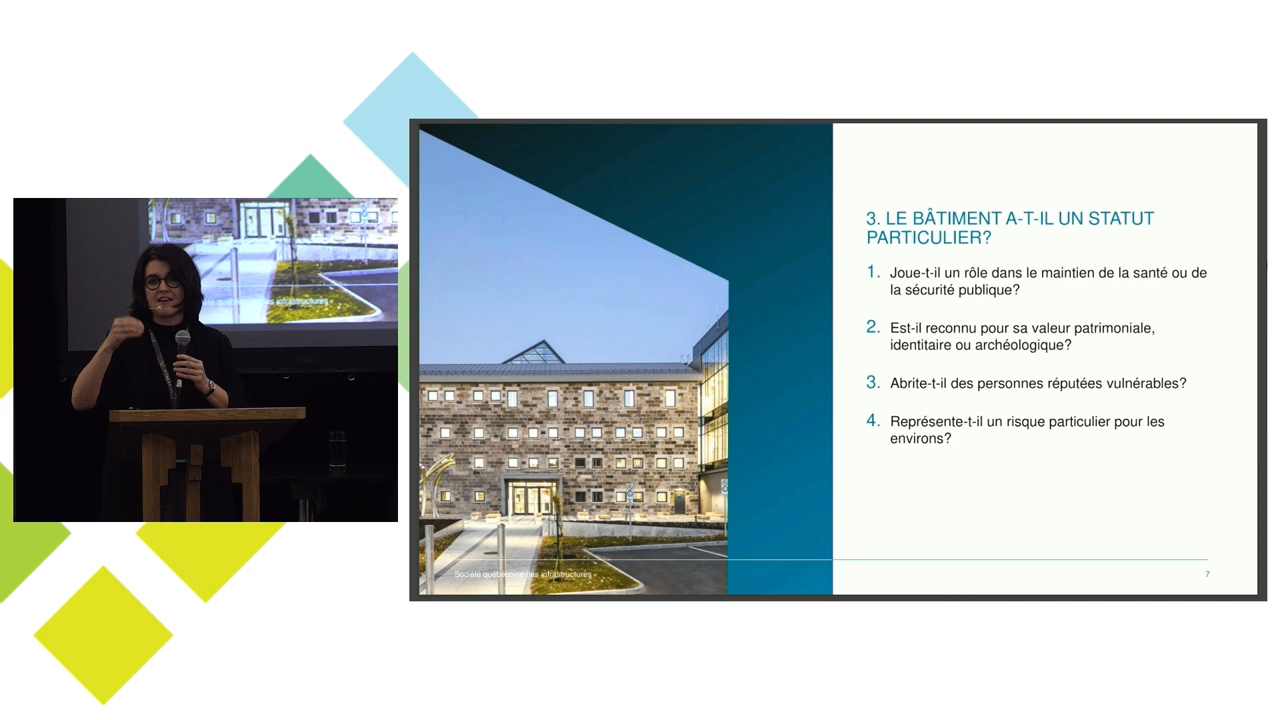 3. LE BÂTIMENT A-T-IL UN STATUT
PARTICULIER?
1. Joue-t-il un rôle dans le maintien de la santé ou de
la sécurité publique?
2. Est-il reconnu pour sa valeur patrimoniale,
identitaire ou archéologique?
3. Abrite-t-il des personnes réputées vulnérables?
4. Représente-t-il un risque particulier pour les
environs?
Société québécoise des infrastructures
7
infrastructures